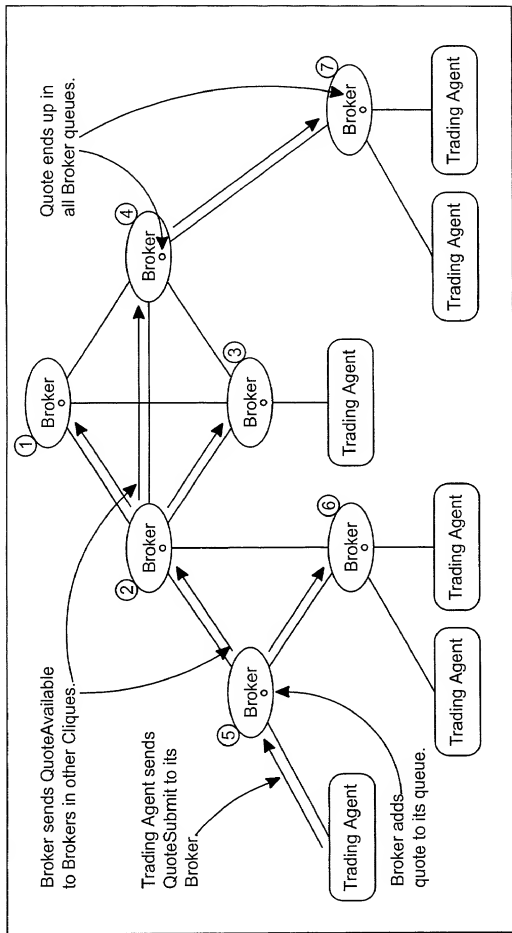 Quote ends up in
all Broker queues.
Broker sends QuoteAvailable
to Brokers in other Cliques.
Trading Agent sends
QuoteSubmit to its
Broker.
1
Broker
2
Broker
4
Broker
3
Broker
7
Broker
5
Broker
6
Broker
Trading Agent
Trading Agent
Trading Agent
Trading Agent
Trading Agent
Trading Agent
Broker adds
quote to its queue.